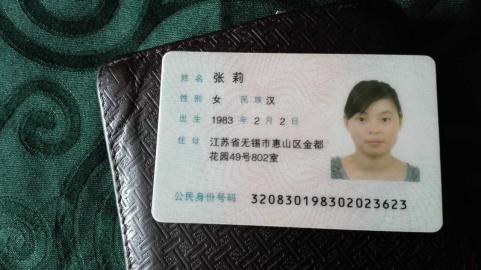 姓名 张莉
性别 女 民族 汉
出生 1983 年 2 月 2 日
住址 江苏省无锡市惠山区金都
花园49号802室
公民身份号码 320830198302023623